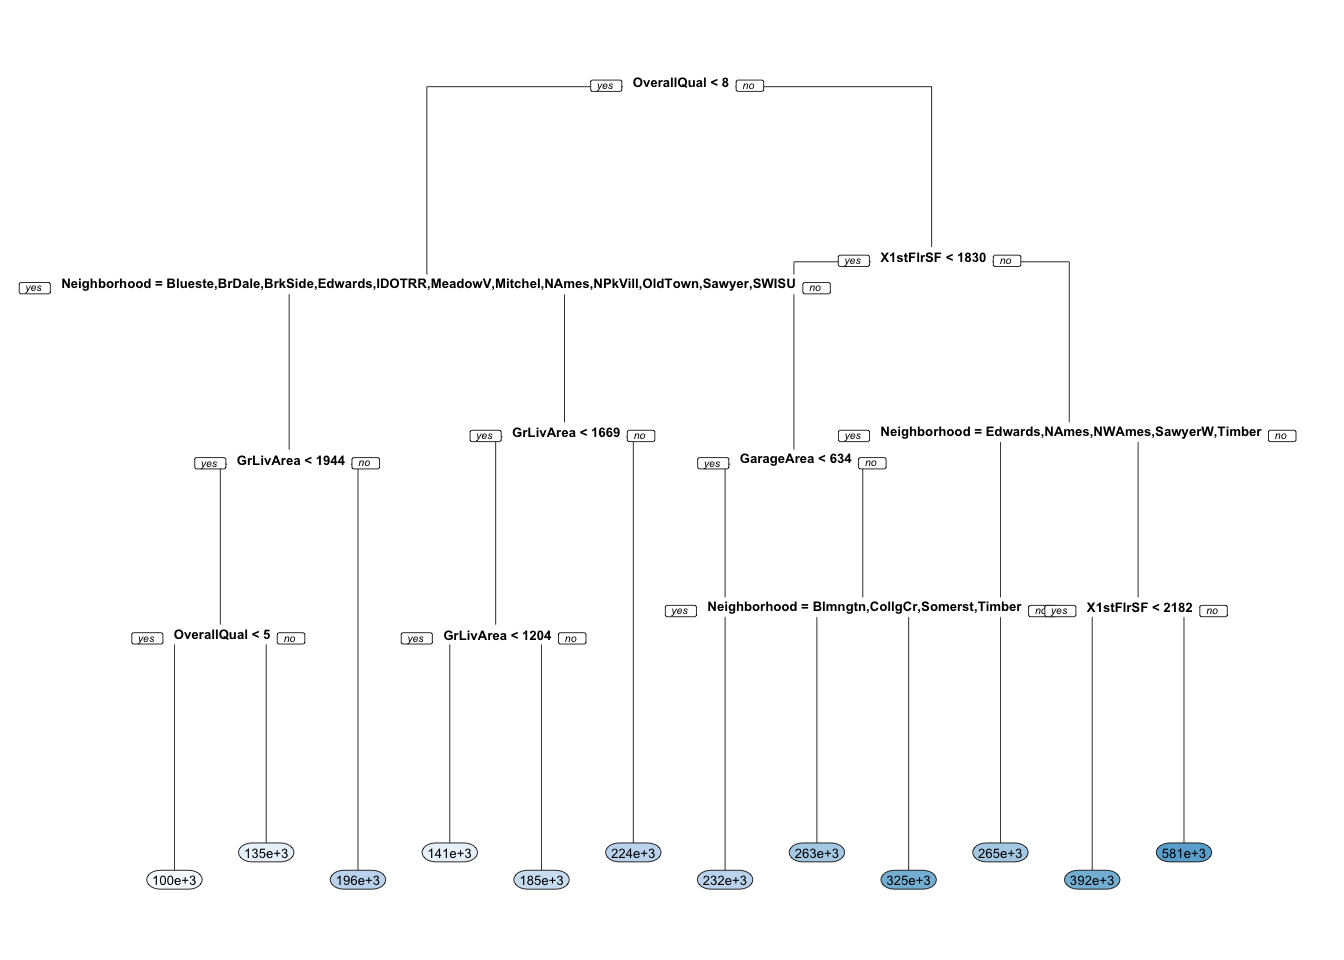 yes OverallQual < 8 no
yes X1stFlrSF < 1830 no
yes Neighborhood = Blueste,BrDale,BrkSide,Edwards,IDOTRR,MeadowV,Mitchel,NAmes,NPkVill,OldTown,Sawyer,SWISU no
yes GrLivArea < 1669 no
yes Neighborhood = Edwards,NAmes,NWAmes,SawyerW,Timber no
yes GrLivArea < 1944 no
yes GarageArea < 634 no
yes Neighborhood = Blmngtn,CollgCr,Somerst,Timber no
yes X1stFlrSF < 2182 no
yes OverallQual < 5 no
yes GrLivArea < 1204 no
135e+3 141e+3 224e+3 263e+3 265e+3 581e+3
100e+3 196e+3 185e+3 232e+3 325e+3 392e+3